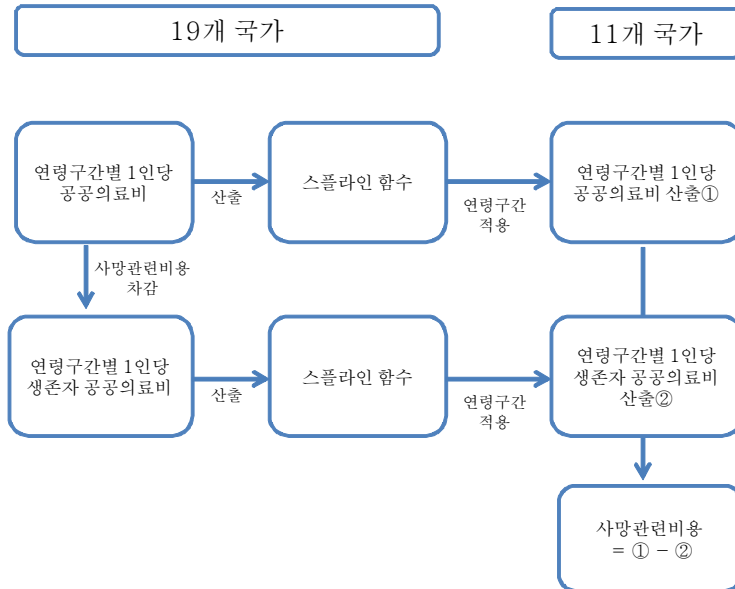 19개 국가
11개 국가
연령구간별 1인당
공공의료비
산출
스플라인 함수
연령구간
적용
연령구간별 1인당
공공의료비 산출①
사망관련비용
차감
연령구간별 1인당
생존자 공공의료비
산출
스플라인 함수
연령구간
적용
연령구간별 1인당
생존자 공공의료비
산출②
사망관련비용
= ① - ②